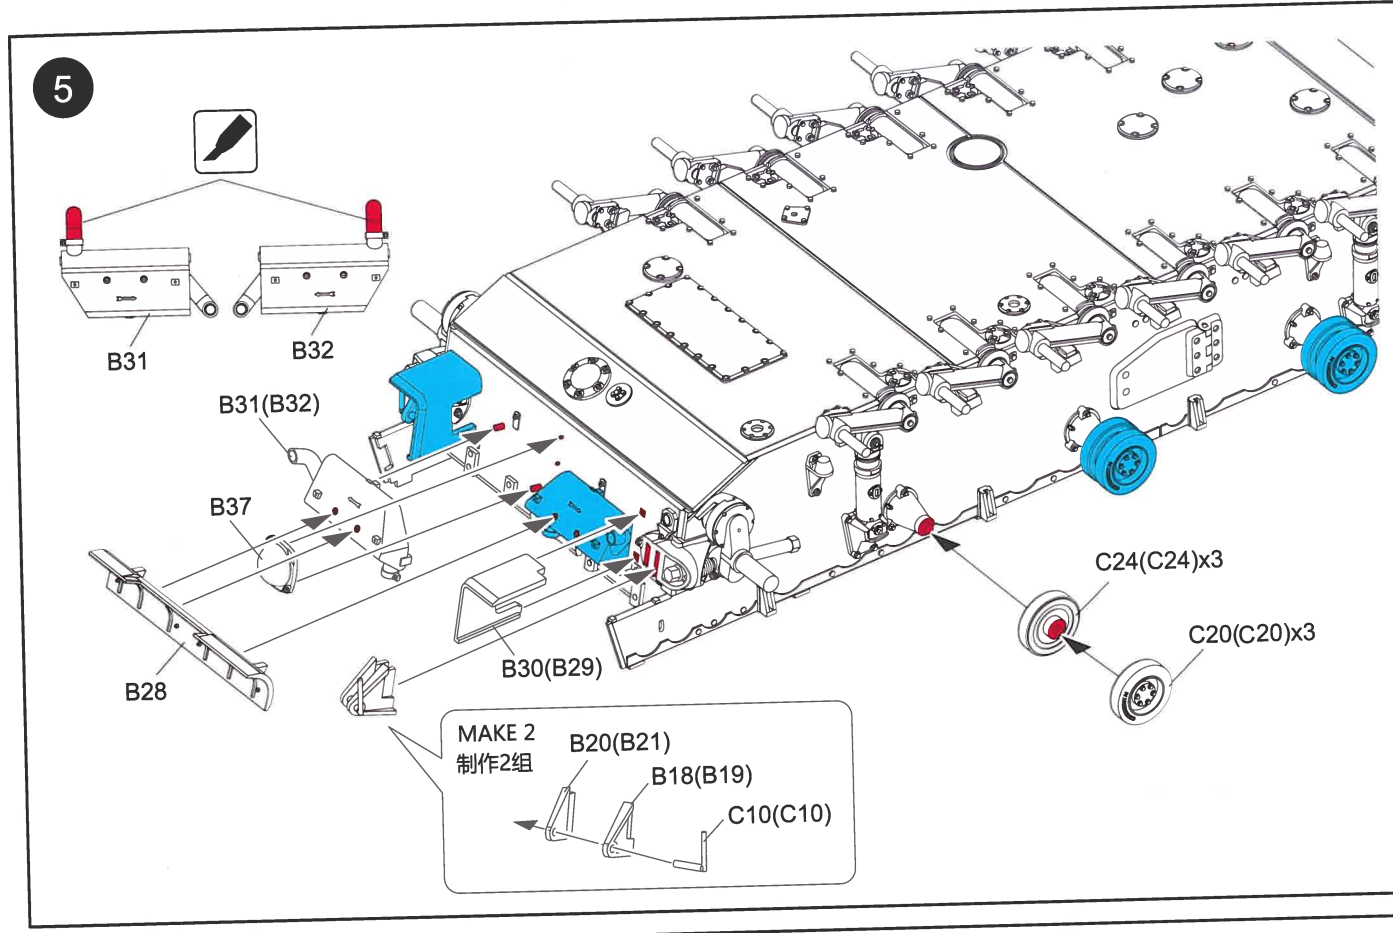 5
B31
B32
B31(B32)
B37
B28
B30(B29)
C24(C24)x3
C20(C20)x3
MAKE 2
制作2组
B20(B21)
B18(B19)
C10(C10)